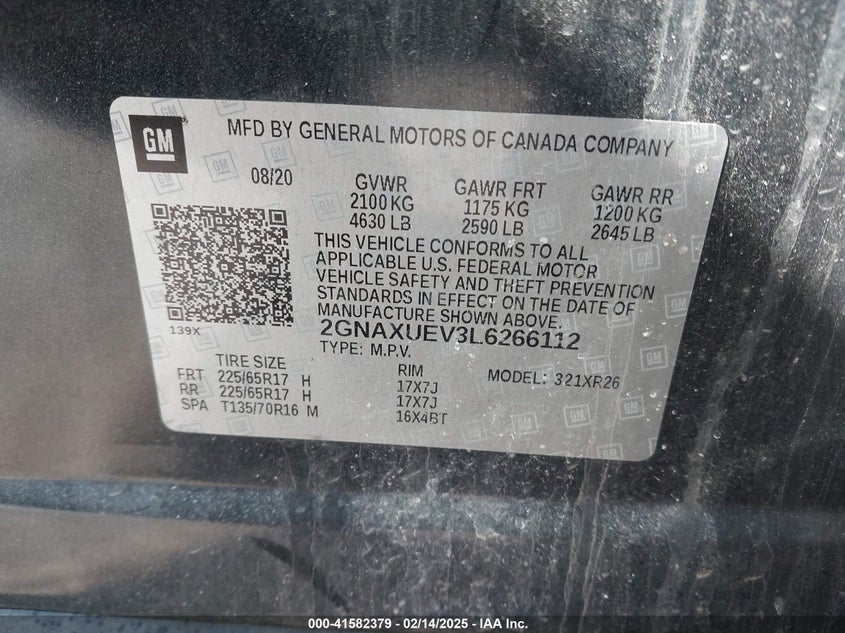 GM
MFD BY GENERAL MOTORS OF CANADA COMPANY
08/20 GVWR GAWR FRT GAWR RR
2100 KG 1175 KG 1200 KG
4630 LB 2590 LB 2645 LB
THIS VEHICLE CONFORMS TO ALL
APPLICABLE U.S. FEDERAL MOTOR
VEHICLE SAFETY AND THEFT PREVENTION
STANDARDS IN EFFECT ON THE DATE OF
MANUFACTURE SHOWN ABOVE.
139X
2GNAXUEV3L6266112
TYPE: M.P.V.
TIRE SIZE RIM MODEL: 321XR26
FRT 225/65R17 H 17X7J
RR 225/65R17 H 17X7J
SPA T135/70R16 M 16X4BT
000-41582379 - 02/14/2025 - IAA Inc.